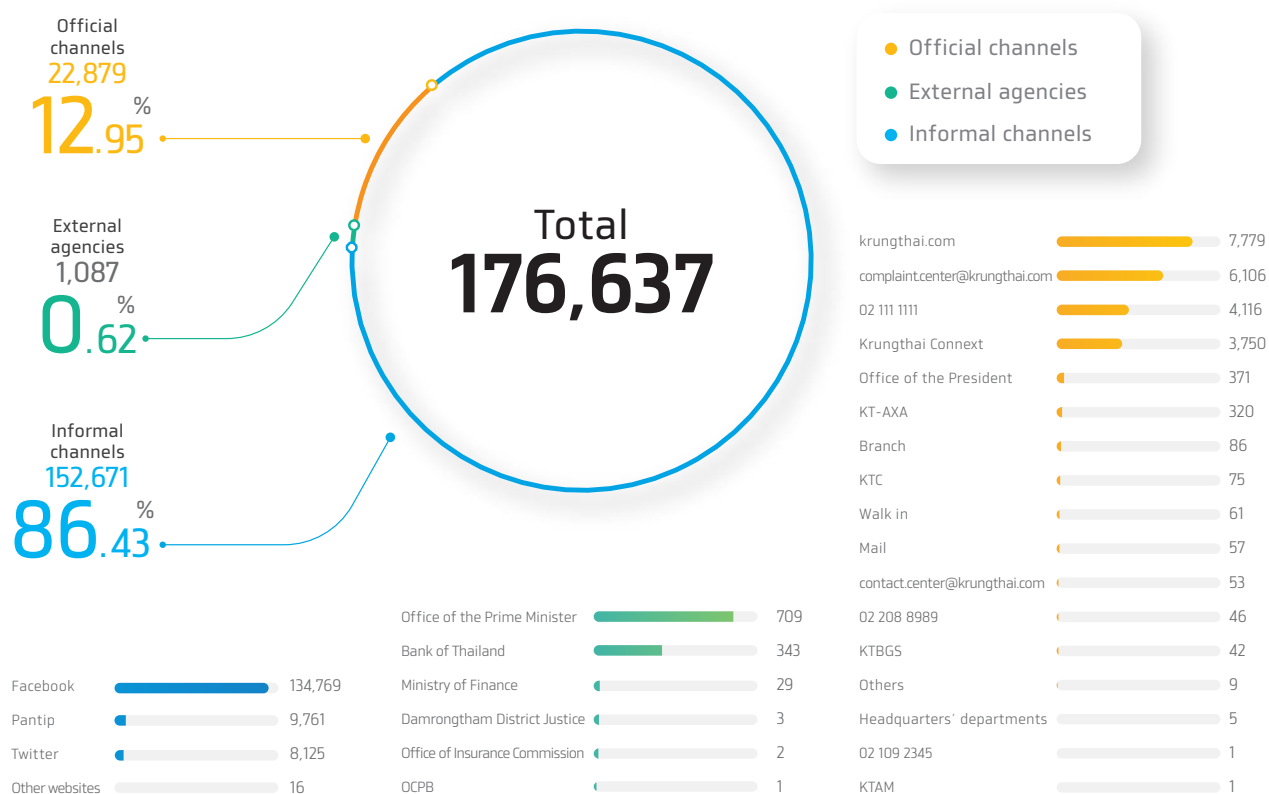 Official
channels
22,879
12.95%
External
agencies
1,087
0.62%
Informal
channels
152,671
86.43%
Total
176,637
Official channels
External agencies
Informal channels
krungthai.com 7,779
complaint.center@krungthai.com 6,106
02 111 1111 4,116
Krungthai Connext 3,750
Office of the President 371
KT-AXA 320
Branch 86
KTC 75
Walk in 61
Mail 57
contact.center@krungthai.com 53
02 208 8989 46
KTBGS 42
Others 9
Headquarters' departments 5
02 109 2345 1
KTAM 1
Office of the Prime Minister 709
Bank of Thailand 343
Ministry of Finance 29
Damrongtham District Justice 3
Office of Insurance Commission 2
OCPB 1
Facebook 134,769
Pantip 9,761
Twitter 8,125
Other websites 16